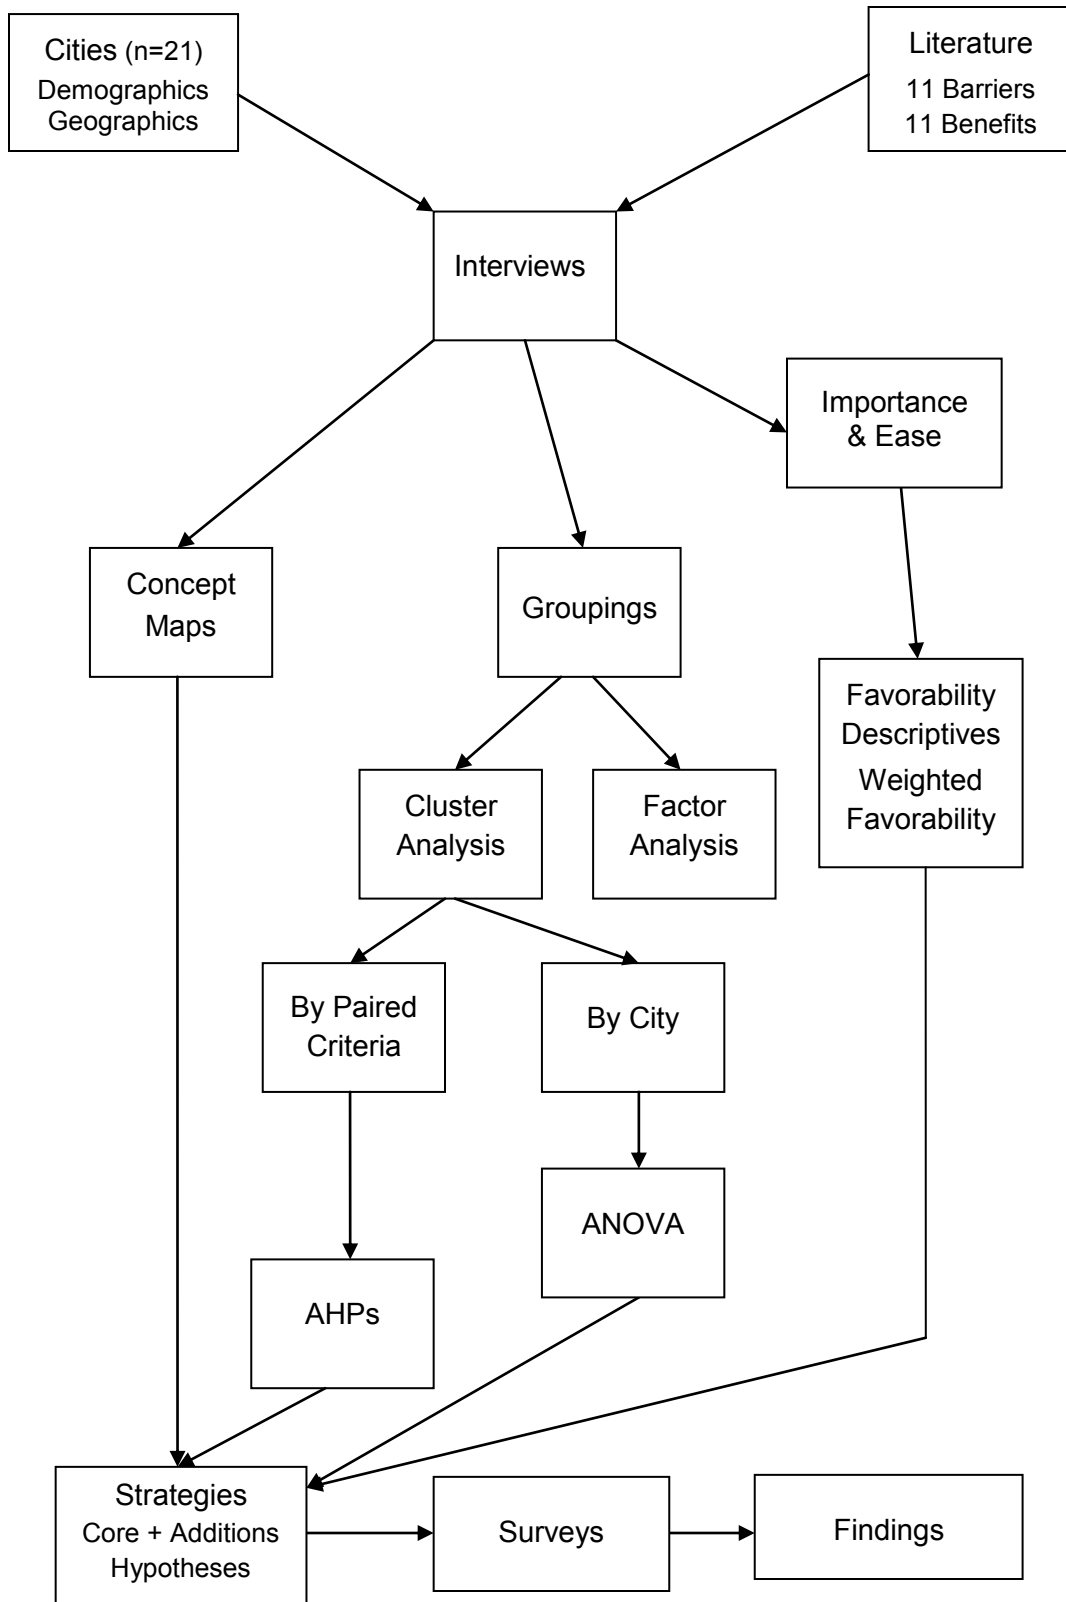 Cities (n=21)
Demographics
Geographics
Literature
11 Barriers
11 Benefits
Interviews
Importance
& Ease
Concept
Maps
Groupings
Favorability
Descriptives
Weighted
Favorability
Cluster
Analysis
Factor
Analysis
By Paired
Criteria
By City
ANOVA
AHPs
Strategies
Core + Additions
Hypotheses
Surveys
Findings